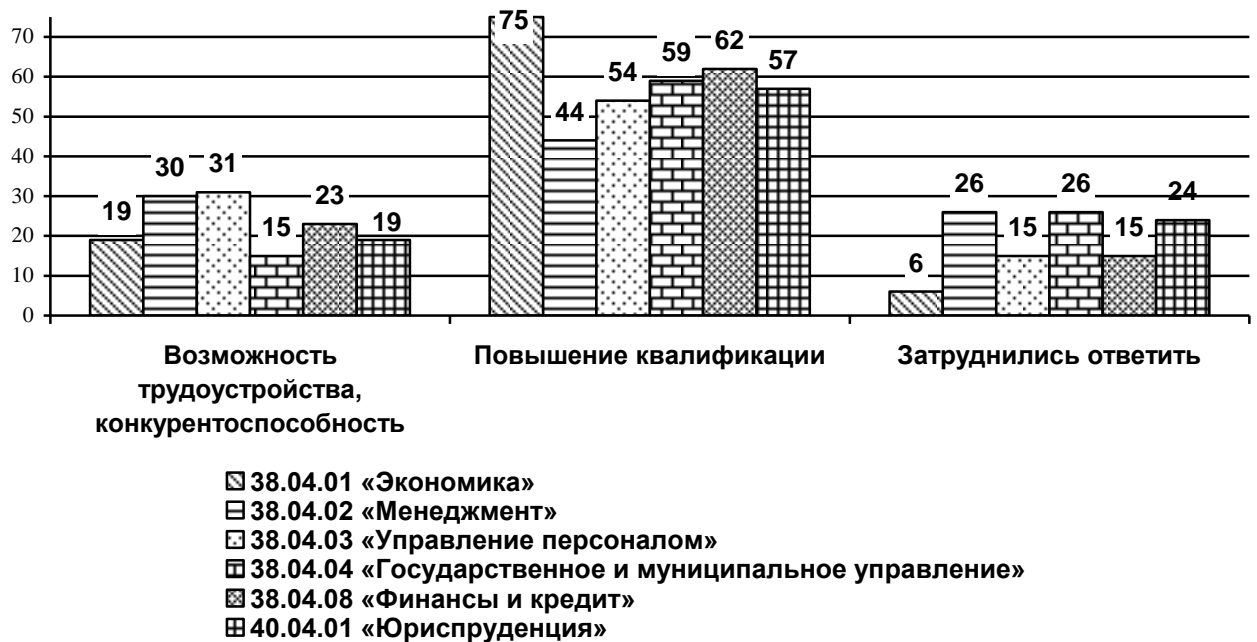 70
60
50
40
30
20
10
0
19
30
31
15
23
19
75
44
54
59
62
57
6
26
15
26
15
24
Возможность
трудоустройства,
конкурентоспособность
Повышение квалификации
Затруднились ответить
38.04.01 «Экономика»
38.04.02 «Менеджмент»
38.04.03 «Управление персоналом»
38.04.04 «Государственное и муниципальное управление»
38.04.08 «Финансы и кредит»
40.04.01 «Юриспруденция»